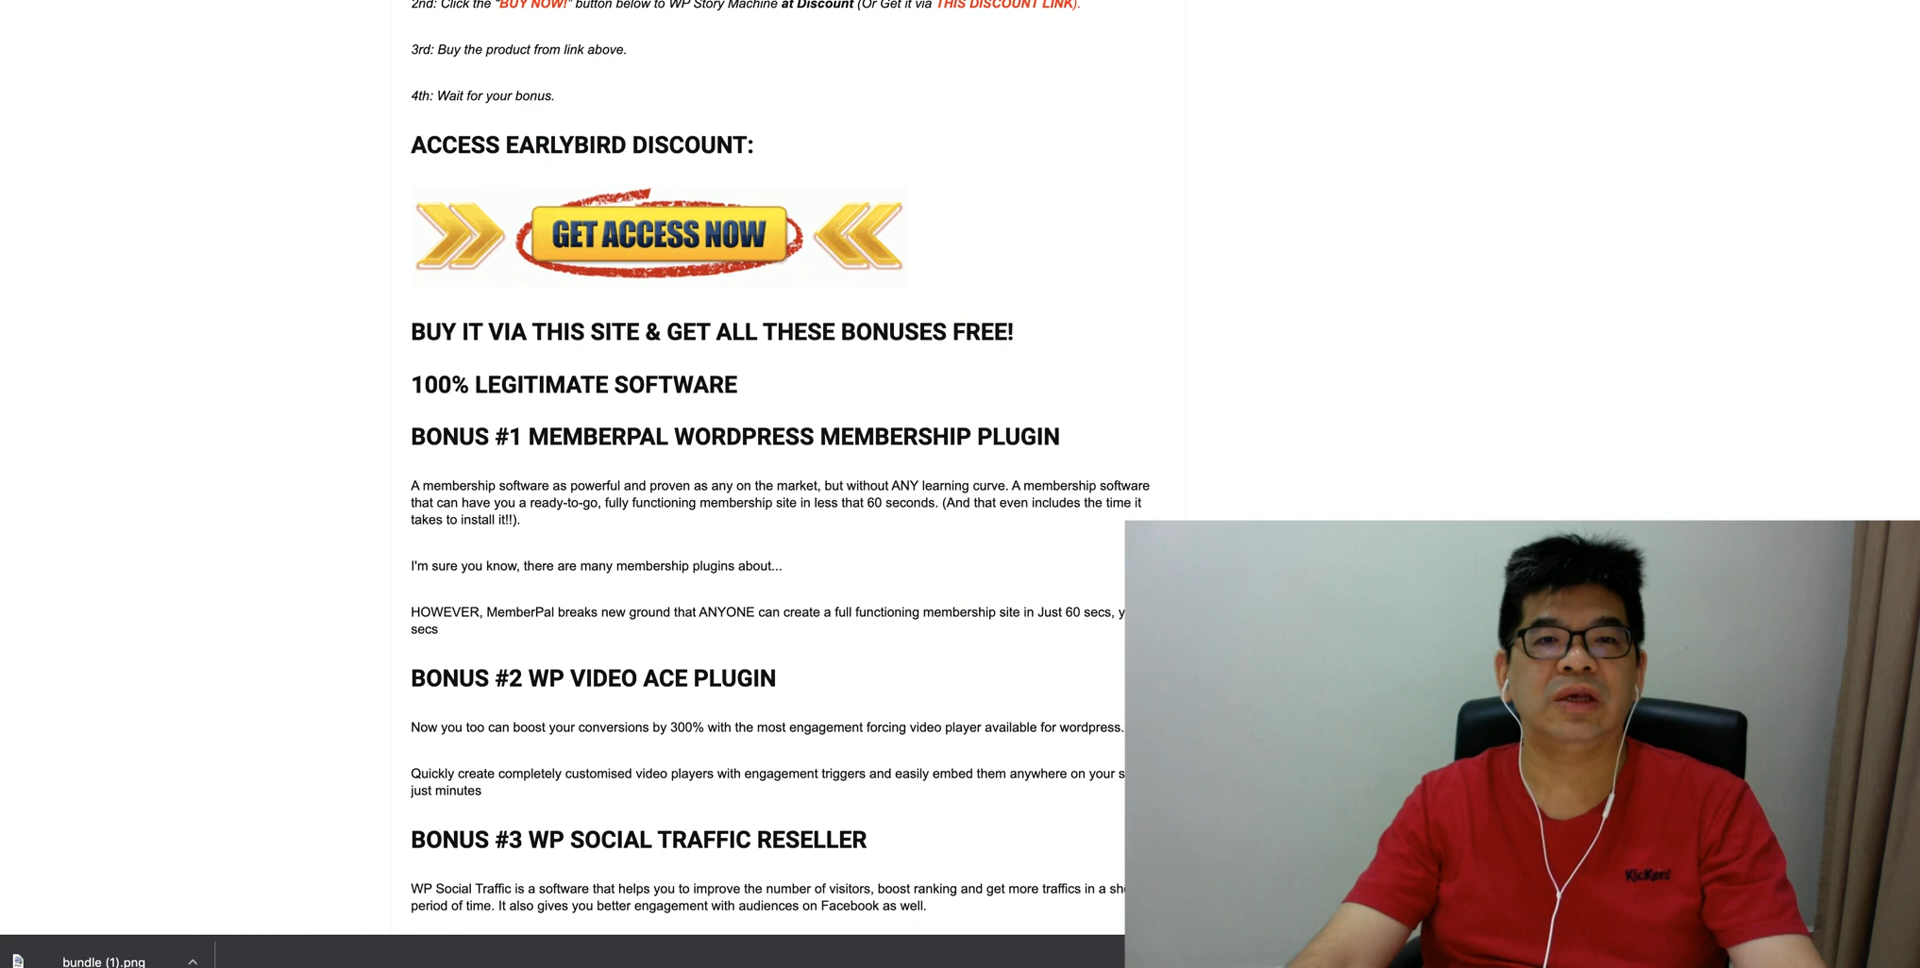 2nd: Click the "BUY NOW!" button below to WP Story Machine at Discount (Or Get it via THIS DISCOUNT LINK).
3rd: Buy the product from link above.
4th: Wait for your bonus.
ACCESS EARLYBIRD DISCOUNT:
GET ACCESS NOW
BUY IT VIA THIS SITE & GET ALL THESE BONUSES FREE!
100% LEGITIMATE SOFTWARE
BONUS #1 MEMBERPAL WORDPRESS MEMBERSHIP PLUGIN
A membership software as powerful and proven as any on the market, but without ANY learning curve. A membership software
that can have you a ready-to-go, fully functioning membership site in less that 60 seconds. (And that even includes the time it
takes to install it!!).
I'm sure you know, there are many membership plugins about...
HOWEVER, MemberPal breaks new ground that ANYONE can create a full functioning membership site in Just 60 secs,
secs
BONUS #2 WP VIDEO ACE PLUGIN
Now you too can boost your conversions by 300% with the most engagement forcing video player available for wordpress.
Quickly create completely customised video players with engagement triggers and easily embed them anywhere on your
just minutes
BONUS #3 WP SOCIAL TRAFFIC RESELLER
WP Social Traffic is a software that helps you to improve the number of visitors, boost ranking and get more traffics in a
period of time. It also gives you better engagement with audiences on Facebook as well.
KicKers
bundle (1).png